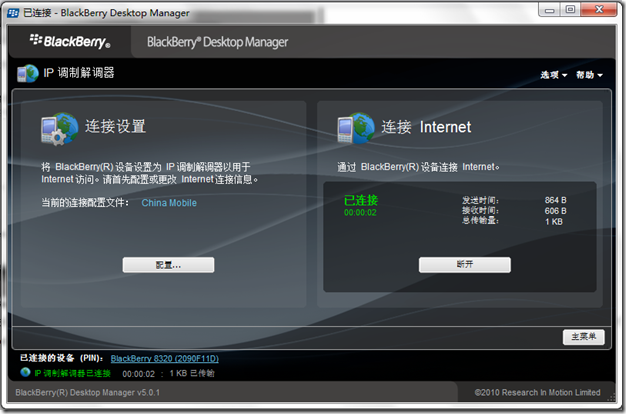 已连接 - BlackBerry Desktop Manager
BlackBerry® BlackBerry® Desktop Manager
IP 调制解调器 选项 帮助
连接设置
将 BlackBerry(R) 设备设置为 IP 调制解调器以用于
Internet 访问。请首先配置或更改 Internet 连接信息。
当前的连接配置文件: China Mobile
配置...
连接 Internet
通过 BlackBerry(R) 设备连接 Internet。
已连接
00:00:02
发送时间: 864 B
接收时间: 606 B
总传输量: 1 KB
断开
主菜单
已连接的设备 (PIN): BlackBerry 8320 (2090F11D)
IP 调制解调器已连接 00:00:02 : 1 KB 已传输
BlackBerry(R) Desktop Manager v5.0.1 ©2010 Research In Motion Limited